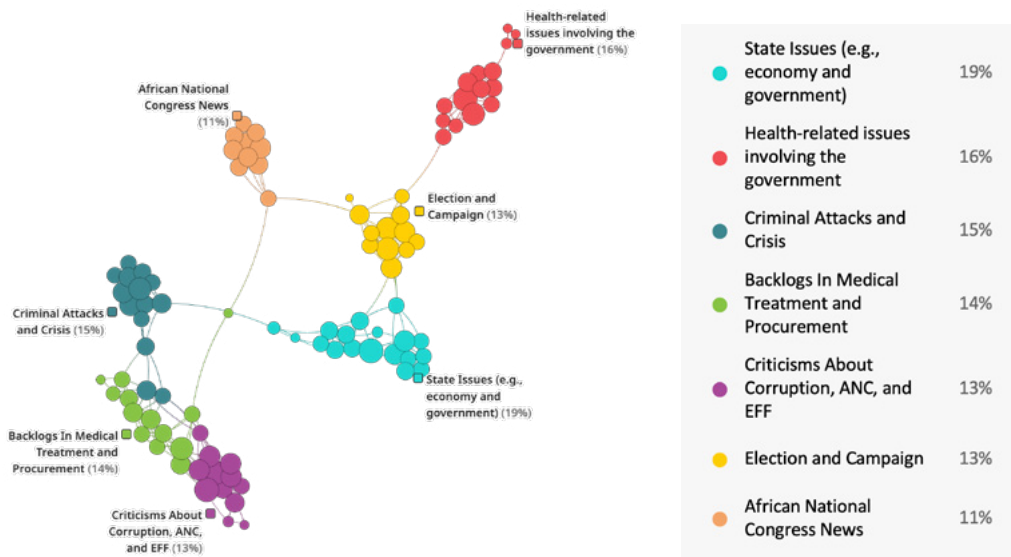 Health-related
issues involving the
government (16%)
African National
Congress News
(11%)
Election and
Campaign (13%)
Criminal Attacks
and Crisis (15%)
State Issues (e.g.,
economy and
government) (19%)
Backlogs In Medical
Treatment and
Procurement (14%)
Criticisms About
Corruption, ANC,
and EFF (13%)
State Issues (e.g.,
economy and
government)
19%
Health-related issues
involving the
government
16%
Criminal Attacks and
Crisis
15%
Backlogs In Medical
Treatment and
Procurement
14%
Criticisms About
Corruption, ANC, and
EFF
13%
Election and Campaign
13%
African National
Congress News
11%